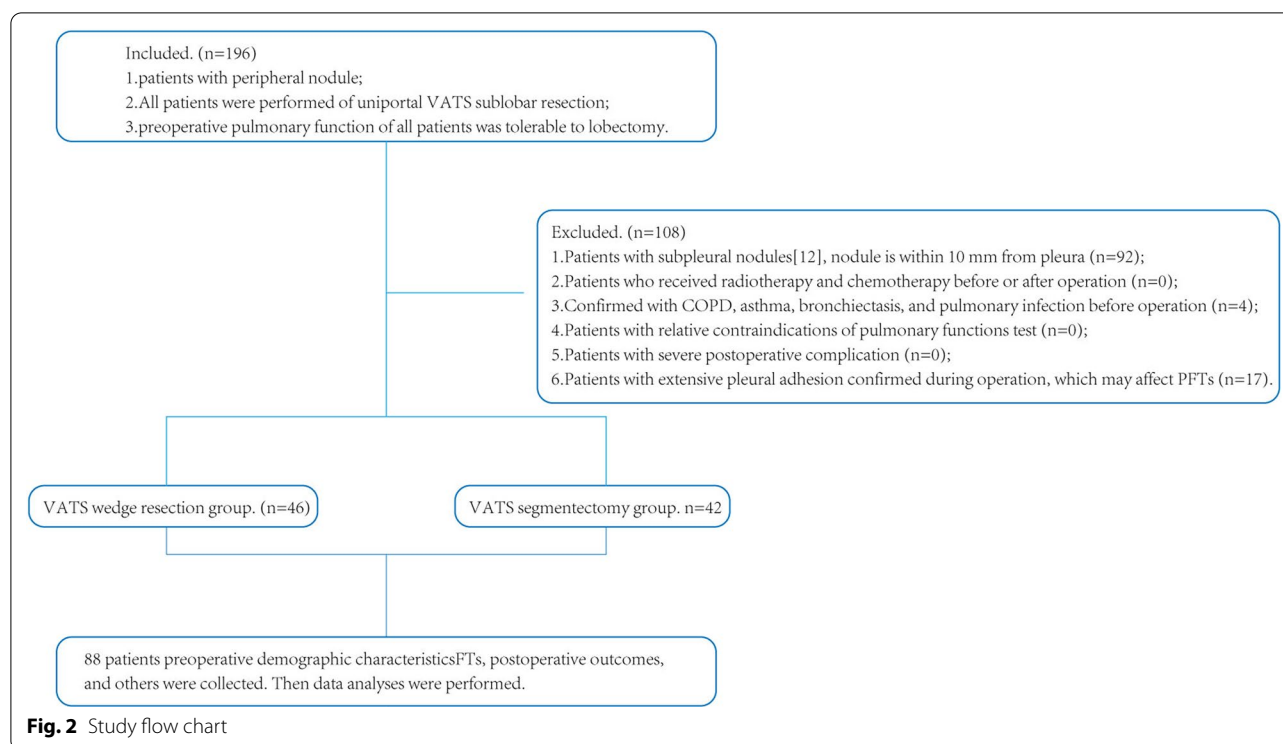 Included. (n=196)
1.patients with peripheral nodule;
2.All patients were performed of uniportal VATS sublobar resection;
3.preoperative pulmonary function of all patients was tolerable to lobectomy.
Excluded. (n=108)
1.Patients with subpleural nodules[12], nodule is within 10 mm from pleura (n=92);
2.Patients who received radiotherapy and chemotherapy before or after operation (n=0);
3.Confirmed with COPD, asthma, bronchiectasis, and pulmonary infection before operation (n=4);
4.Patients with relative contraindications of pulmonary functions test (n=0);
5.Patients with severe postoperative complication (n=0);
6.Patients with extensive pleural adhesion confirmed during operation, which may affect PFTs (n=17).
VATS wedge resection group. (n=46)
VATS segmentectomy group. n=42
88 patients preoperative demographic characteristicsFTs, postoperative outcomes,
and others were collected. Then data analyses were performed.
Fig. 2 Study flow chart